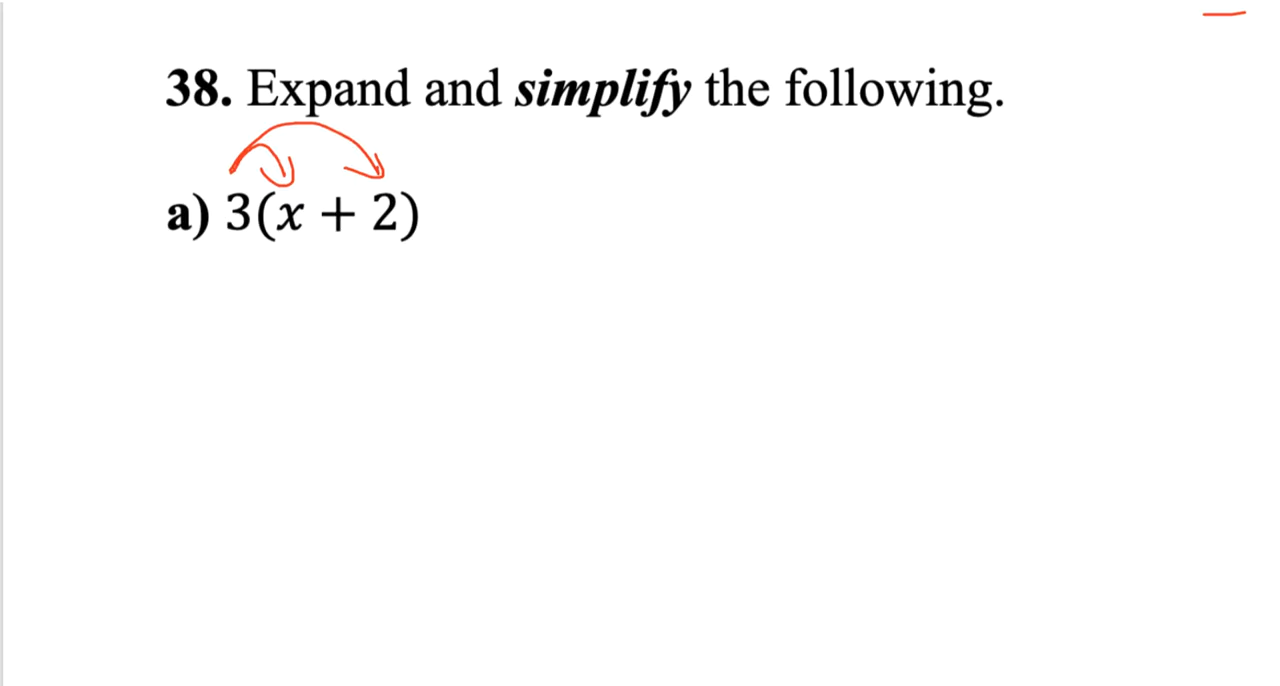 38. Expand and simplify the following.
a) 3(x + 2)